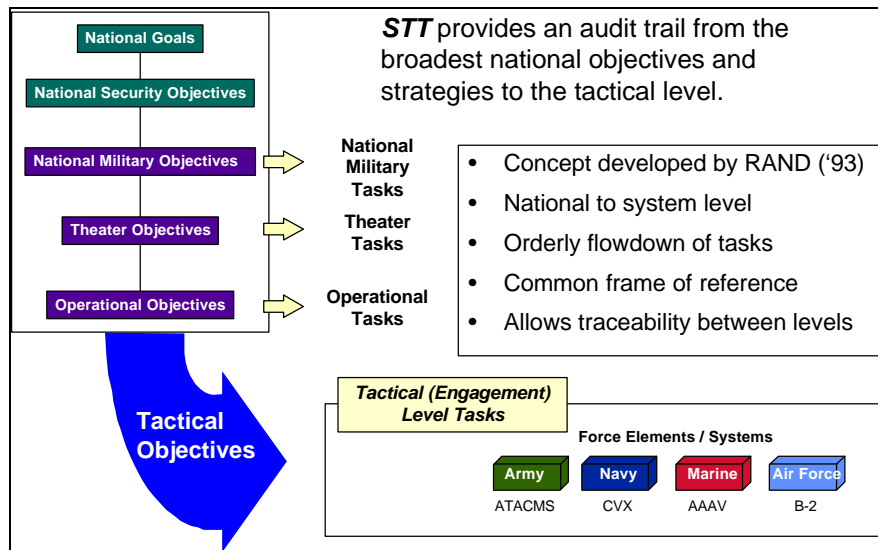 National Goals
National Security Objectives
National Military Objectives
Theater Objectives
Operational Objectives
STT provides an audit trail from the
broadest national objectives and
strategies to the tactical level.
National
Military
Tasks
Theater
Tasks
Operational
Tasks
• Concept developed by RAND (‘93)
• National to system level
• Orderly flowdown of tasks
• Common frame of reference
• Allows traceability between levels
Tactical
Objectives
Tactical (Engagement)
Level Tasks
Force Elements / Systems
Army
Navy
Marine
Air Force
ATACMS
CVX
AAAV
B-2